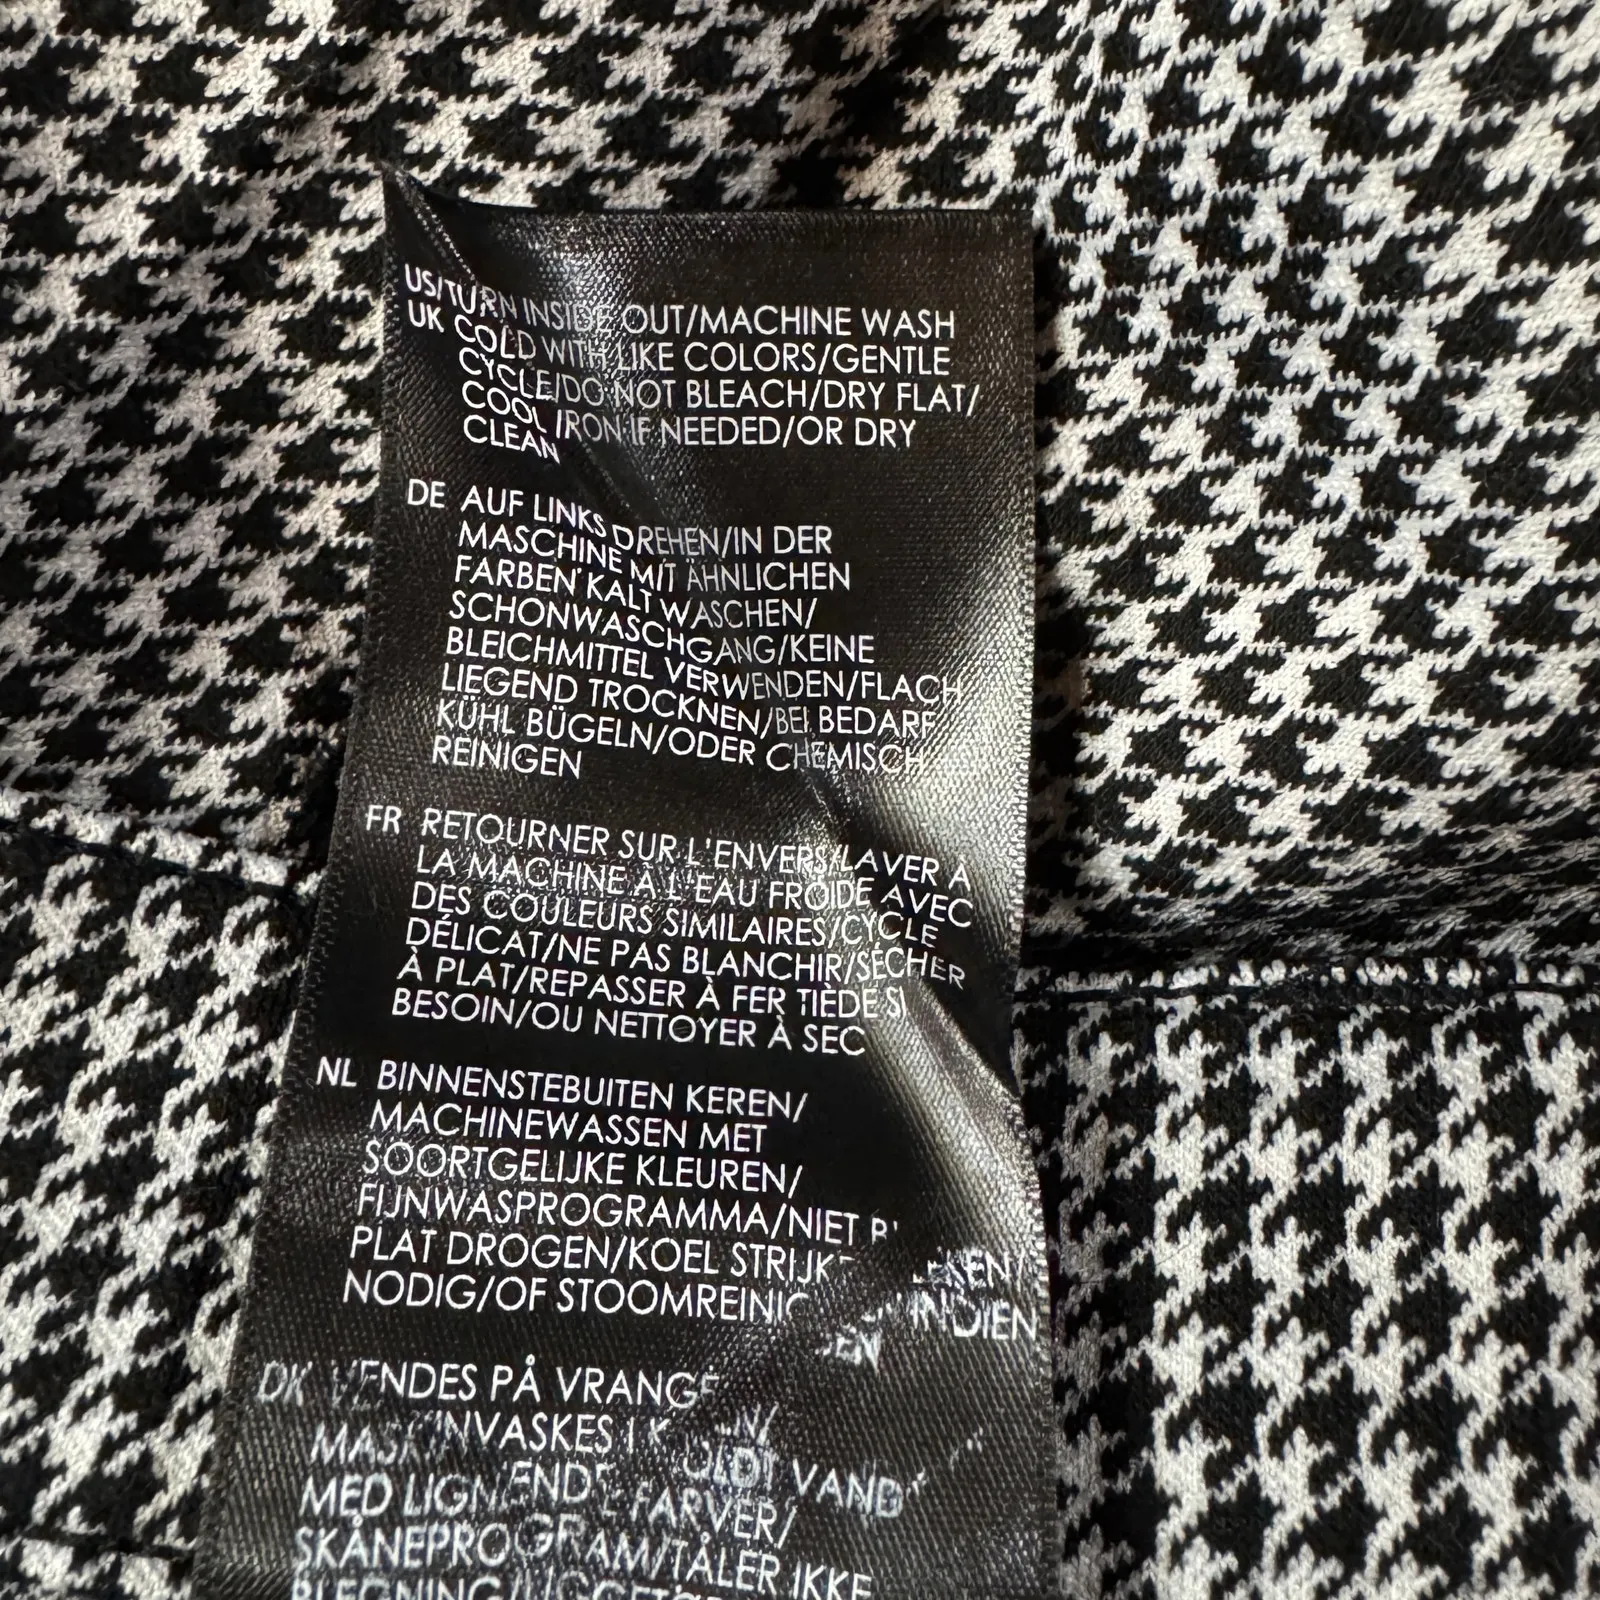 US/TURN INSIDE OUT/MACHINE WASH
UK COLD WITH LIKE COLORS/GENTLE
CYCLE/DO NOT BLEACH/DRY FLAT/
COOL IRON IF NEEDED/OR DRY
CLEAN
DE AUF LINKS DREHEN/IN DER
MASCHINE MIT ÄHNLICHEN
FARBEN KALT WASCHEN/
SCHONWASCHGANG/KEINE
BLEICHMITTEL VERWENDEN/FLACH
LIEGEND TROCKNEN/BEI BEDARF
KÜHL BÜGELN/ODER CHEMISCH
REINIGEN
FR RETOURNER SUR L'ENVERS/LAVER À
LA MACHINE À L'EAU FROIDE AVEC
DES COULEURS SIMILAIRES/CYCLE
DÉLICAT/NE PAS BLANCHIR/SÉCHER
À PLAT/REPASSER À FER TIÈDE SI
BESOIN/OU NETTOYER À SEC
NL BINNENSTEBUITEN KEREN/
MACHINEWASSEN MET
SOORTGELIJKE KLEUREN/
FIJNWASPROGRAMMA/NIET
PLAT DROGEN/KOEL INDIEN
NODIG/OF
DK VENDES PÅ
I VAND
MED FARVER/
SKÅNEPROGRAM/TÅLER IKKE